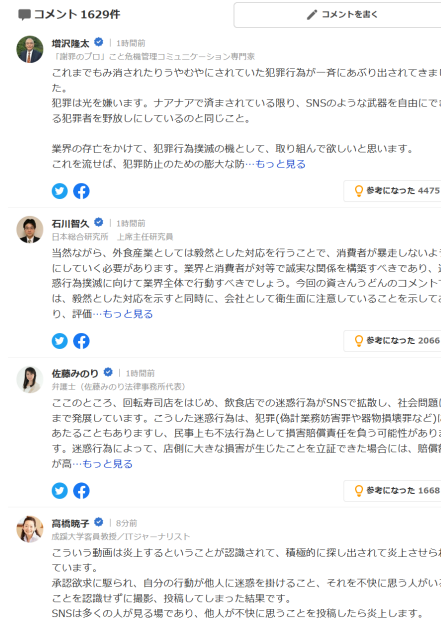 コメント 1629件
コメントを書く
増沢隆太 1時間前
「謝罪のプロ」こと危機管理コミュニケーション専門家
これまでもみ消されたりうやむやにされていた犯罪行為が一斉にあぶり出されてきまし
た。
犯罪は光を嫌います。ナアナアで済まされている限り、SNSのような武器を自由にでき
る犯罪者を野放しにしているのと同じこと。
業界の存亡をかけて、犯罪行為撲滅の機として、取り組んで欲しいと思います。
これを流せば、犯罪防止のための膨大な防…もっと見る
参考になった 4475
石川智久 1時間前
日本総合研究所 上席主任研究員
当然ながら、外食産業としては毅然とした対応を行うことで、消費者が暴走しないよう
にしていく必要があります。業界と消費者が対等で誠実な関係を構築すべきであり、迷
惑行為撲滅に向けて業界全体で行動すべきでしょう。今回の資さんうどんのコメントで
は、毅然とした対応を示すと同時に、会社として衛生面に注意していることを示してお
り、評価…もっと見る
参考になった 2066
佐藤みのり 1時間前
弁護士（佐藤みのり法律事務所代表）
ここのところ、回転寿司店をはじめ、飲食店での迷惑行為がSNSで拡散し、社会問題に
まで発展しています。こうした迷惑行為は、犯罪(偽計業務妨害罪や器物損壊罪など)に
あたることもありますし、民事上も不法行為として損害賠償責任を負う可能性がありま
す。迷惑行為によって、店側に大きな損害が生じたことを立証できた場合には、賠償額
が高…もっと見る
参考になった 1668
高橋暁子 8分前
成蹊大学客員教授／ITジャーナリスト
こういう動画は炎上するということが認識されて、積極的に探し出されて炎上させられ
ています。
承認欲求に駆られ、自分の行動が他人に迷惑を掛けること、それを不快に思う人がいる
ことを認識せずに撮影、投稿してしまった結果です。
SNSは多くの人が見る場であり、他人が不快に思うことを投稿したら炎上します。